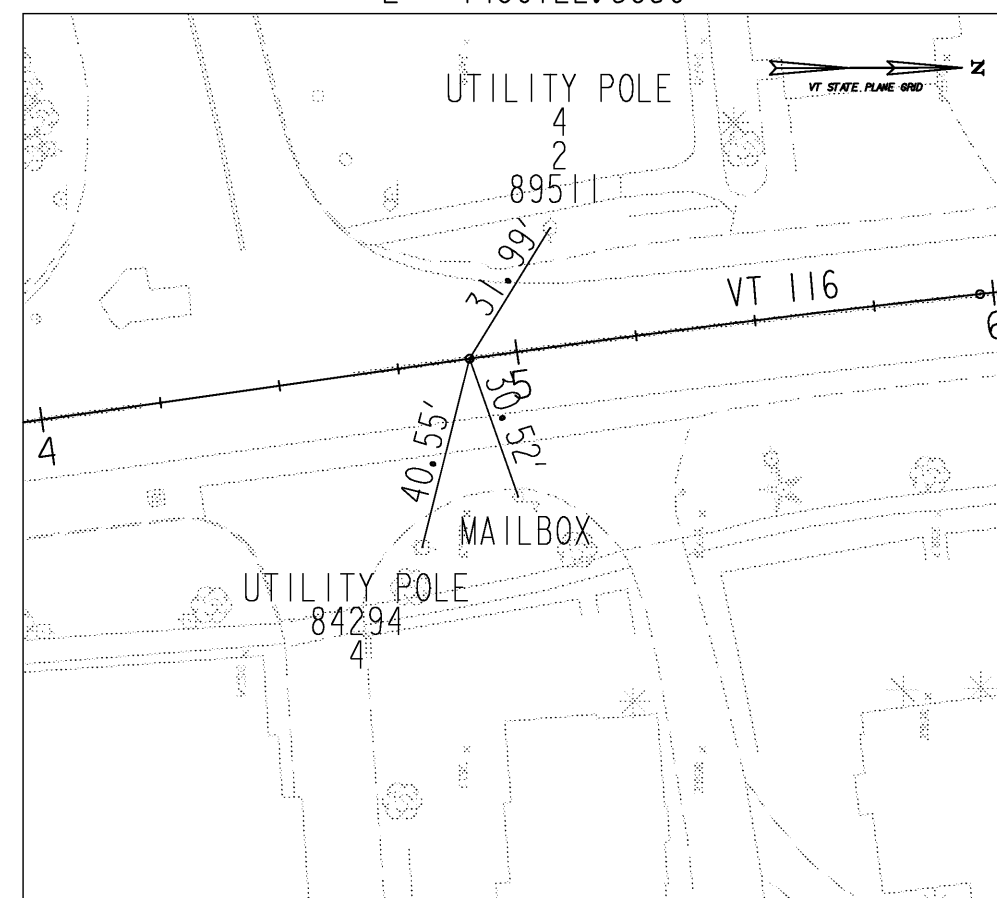 N
VT STATE PLANE GRID
UTILITY POLE
4
2
89511
31.99'
VT 116
6
5
4
30.52'
40.55'
MAILBOX
UTILITY POLE
84294
4